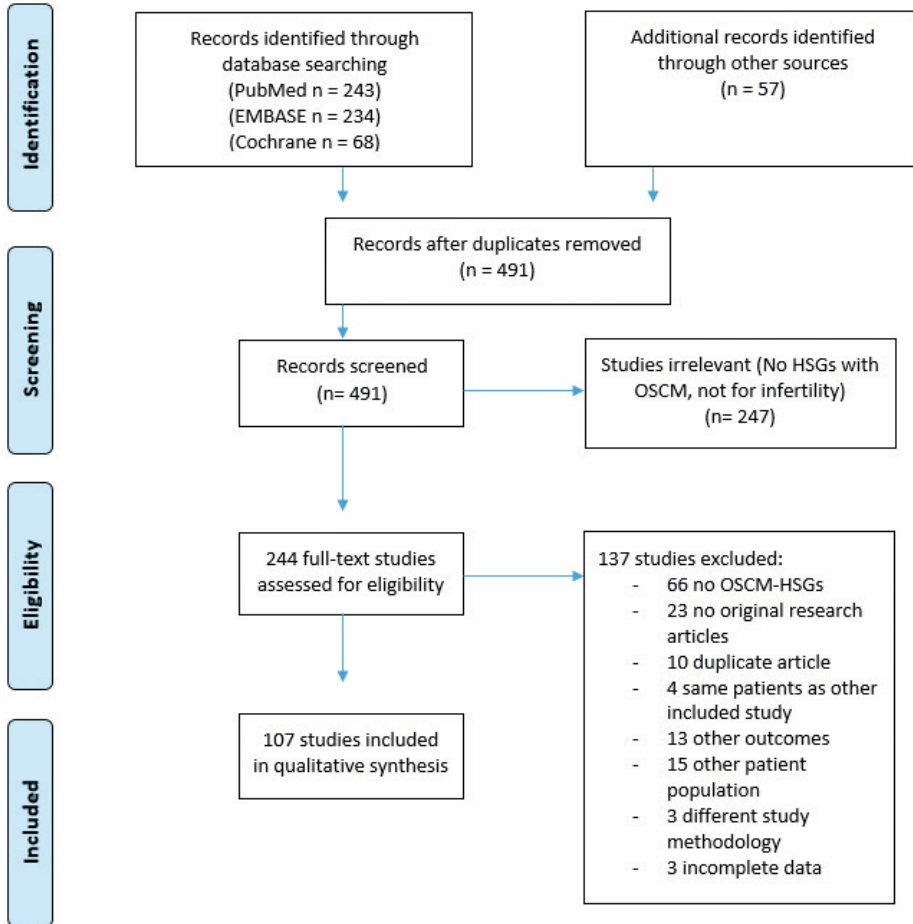 Identification
Records identified through
database searching
(PubMed n = 243)
(EMBASE n = 234)
(Cochrane n = 68)
Additional records identified
through other sources
(n = 57)
Records after duplicates removed
(n = 491)
Screening
Records screened
(n= 491)
Studies irrelevant (No HSGs with
OSCM, not for infertility)
(n= 247)
Eligibility
244 full-text studies
assessed for eligibility
137 studies excluded:
- 66 no OSCM-HSGs
- 23 no original research
articles
- 10 duplicate article
- 4 same patients as other
included study
- 13 other outcomes
- 15 other patient
population
- 3 different study
methodology
- 3 incomplete data
Included
107 studies included
in qualitative synthesis